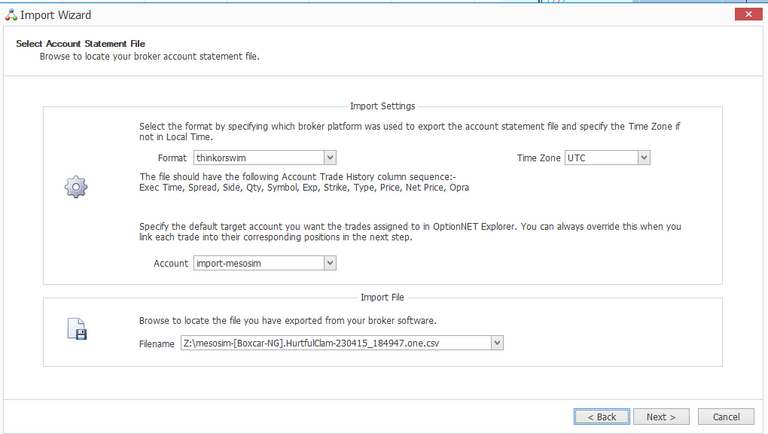 Import Wizard
Select Account Statement File
Browse to locate your broker account statement file.
Import Settings
Select the format by specifying which broker platform was used to export the account statement file and specify the Time Zone if
not in Local Time.
Format thinkorswim Time Zone UTC
The file should have the following Account Trade History column sequence:-
Exec Time, Spread, Side, Qty, Symbol, Exp, Strike, Type, Price, Net Price, Opra
Specify the default target account you want the trades assigned to in OptionNET Explorer. You can always override this when you
link each trade into their corresponding positions in the next step.
Account import-mesosim
Import File
Browse to locate the file you have exported from your broker software.
Filename Z:\mesosim-[Boxcar-NG].HurtfulClam-230415_184947.one.csv
< Back Next > Cancel